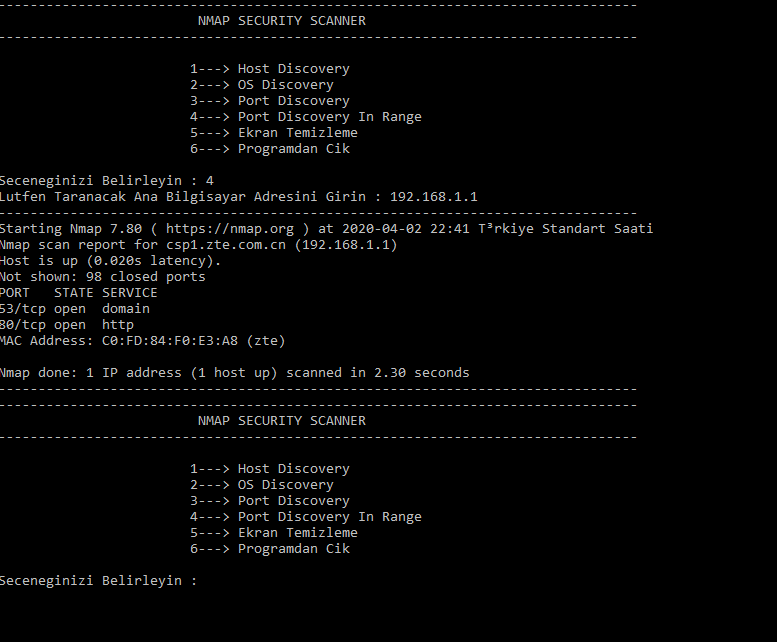 --------------------------------------------------------------------------------
NMAP SECURITY SCANNER
--------------------------------------------------------------------------------
1---> Host Discovery
2---> OS Discovery
3---> Port Discovery
4---> Port Discovery In Range
5---> Ekran Temizleme
6---> Programdan Cik
Seceneginizi Belirleyin : 4
Lutfen Taranacak Ana Bilgisayar Adresini Girin : 192.168.1.1
--------------------------------------------------------------------------------
Starting Nmap 7.80 ( https://nmap.org ) at 2020-04-02 22:41 T³rkiye Standart Saati
Nmap scan report for csp1.zte.com.cn (192.168.1.1)
Host is up (0.020s latency).
Not shown: 98 closed ports
PORT   STATE SERVICE
53/tcp open  domain
80/tcp open  http
MAC Address: C0:FD:84:F0:E3:A8 (zte)
Nmap done: 1 IP address (1 host up) scanned in 2.30 seconds
--------------------------------------------------------------------------------
--------------------------------------------------------------------------------
NMAP SECURITY SCANNER
--------------------------------------------------------------------------------
1---> Host Discovery
2---> OS Discovery
3---> Port Discovery
4---> Port Discovery In Range
5---> Ekran Temizleme
6---> Programdan Cik
Seceneginizi Belirleyin :